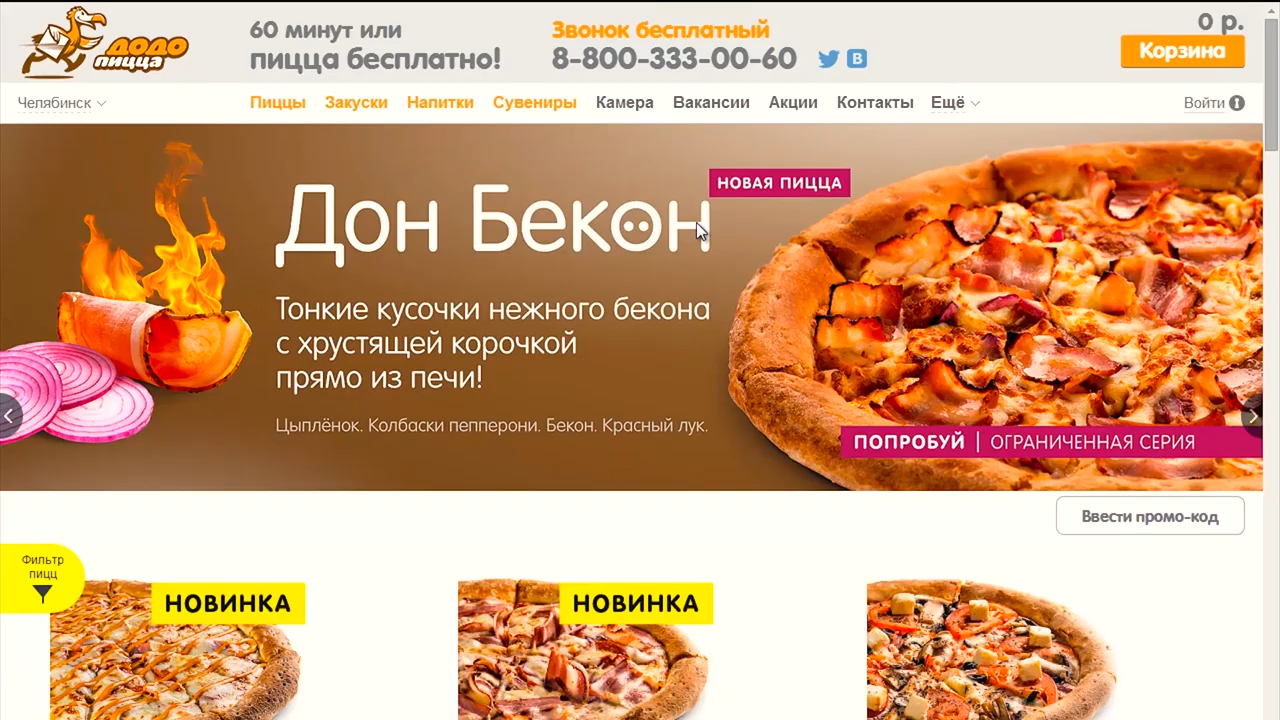 ДОДО
пицца
60 минут или
пицца бесплатно!
Звонок бесплатный
8-800-333-00-60
В
0 р.
Корзина
Челябинск
Пиццы Закуски Напитки Сувениры Камера Вакансии Акции Контакты Ещё
Войти
НОВАЯ ПИЦЦА
Дон Бекон
Тонкие кусочки нежного бекона
с хрустящей корочкой
прямо из печи!
Цыплёнок. Колбаски пепперони. Бекон. Красный лук.
ПОПРОБУЙ | ОГРАНИЧЕННАЯ СЕРИЯ
Ввести промо-код
Фильтр
пицц
НОВИНКА
НОВИНКА